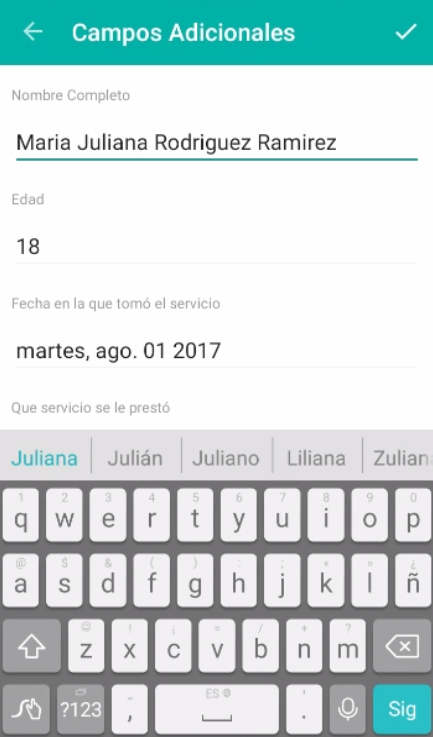 Campos Adicionales
Nombre Completo
Maria Juliana Rodriguez Ramirez
Edad
18
Fecha en la que tomó el servicio
martes, ago. 01 2017
Que servicio se le prestó
Juliana Julián Juliano Liliana Zulian
1 2 3 4 5 6 7 8 9 0
q w e r t y u i o p
a s d f g h j k l ñ
z x c v b n m
?123 , ES . Sig